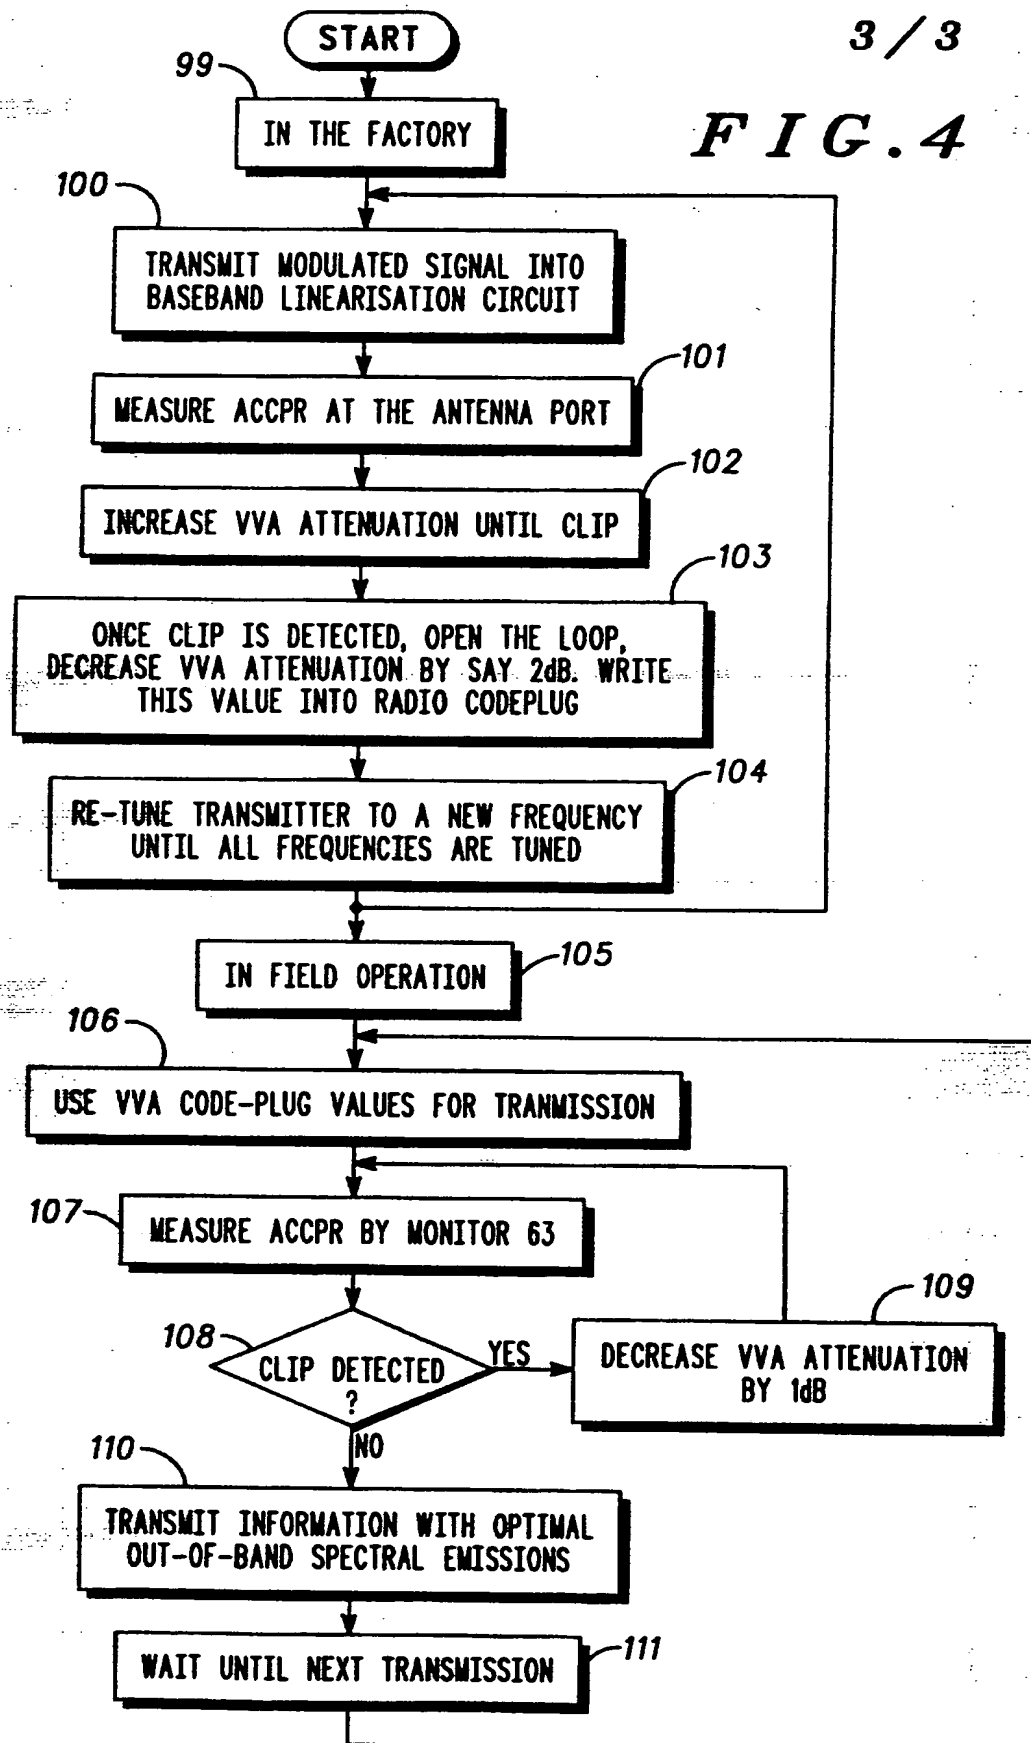 START
3/3
FIG.4
99
IN THE FACTORY
100
TRANSMIT MODULATED SIGNAL INTO
BASEBAND LINEARISATION CIRCUIT
101
MEASURE ACCPR AT THE ANTENNA PORT
102
INCREASE VVA ATTENUATION UNTIL CLIP
103
ONCE CLIP IS DETECTED, OPEN THE LOOP,
DECREASE VVA ATTENUATION BY SAY 2dB. WRITE
THIS VALUE INTO RADIO CODEPLUG
104
RE-TUNE TRANSMITTER TO A NEW FREQUENCY
UNTIL ALL FREQUENCIES ARE TUNED
105
IN FIELD OPERATION
106
USE VVA CODE-PLUG VALUES FOR TRANMISSION
107
MEASURE ACCPR BY MONITOR 63
108
CLIP DETECTED
?
YES
109
DECREASE VVA ATTENUATION
BY 1dB
NO
110
TRANSMIT INFORMATION WITH OPTIMAL
OUT-OF-BAND SPECTRAL EMISSIONS
111
WAIT UNTIL NEXT TRANSMISSION